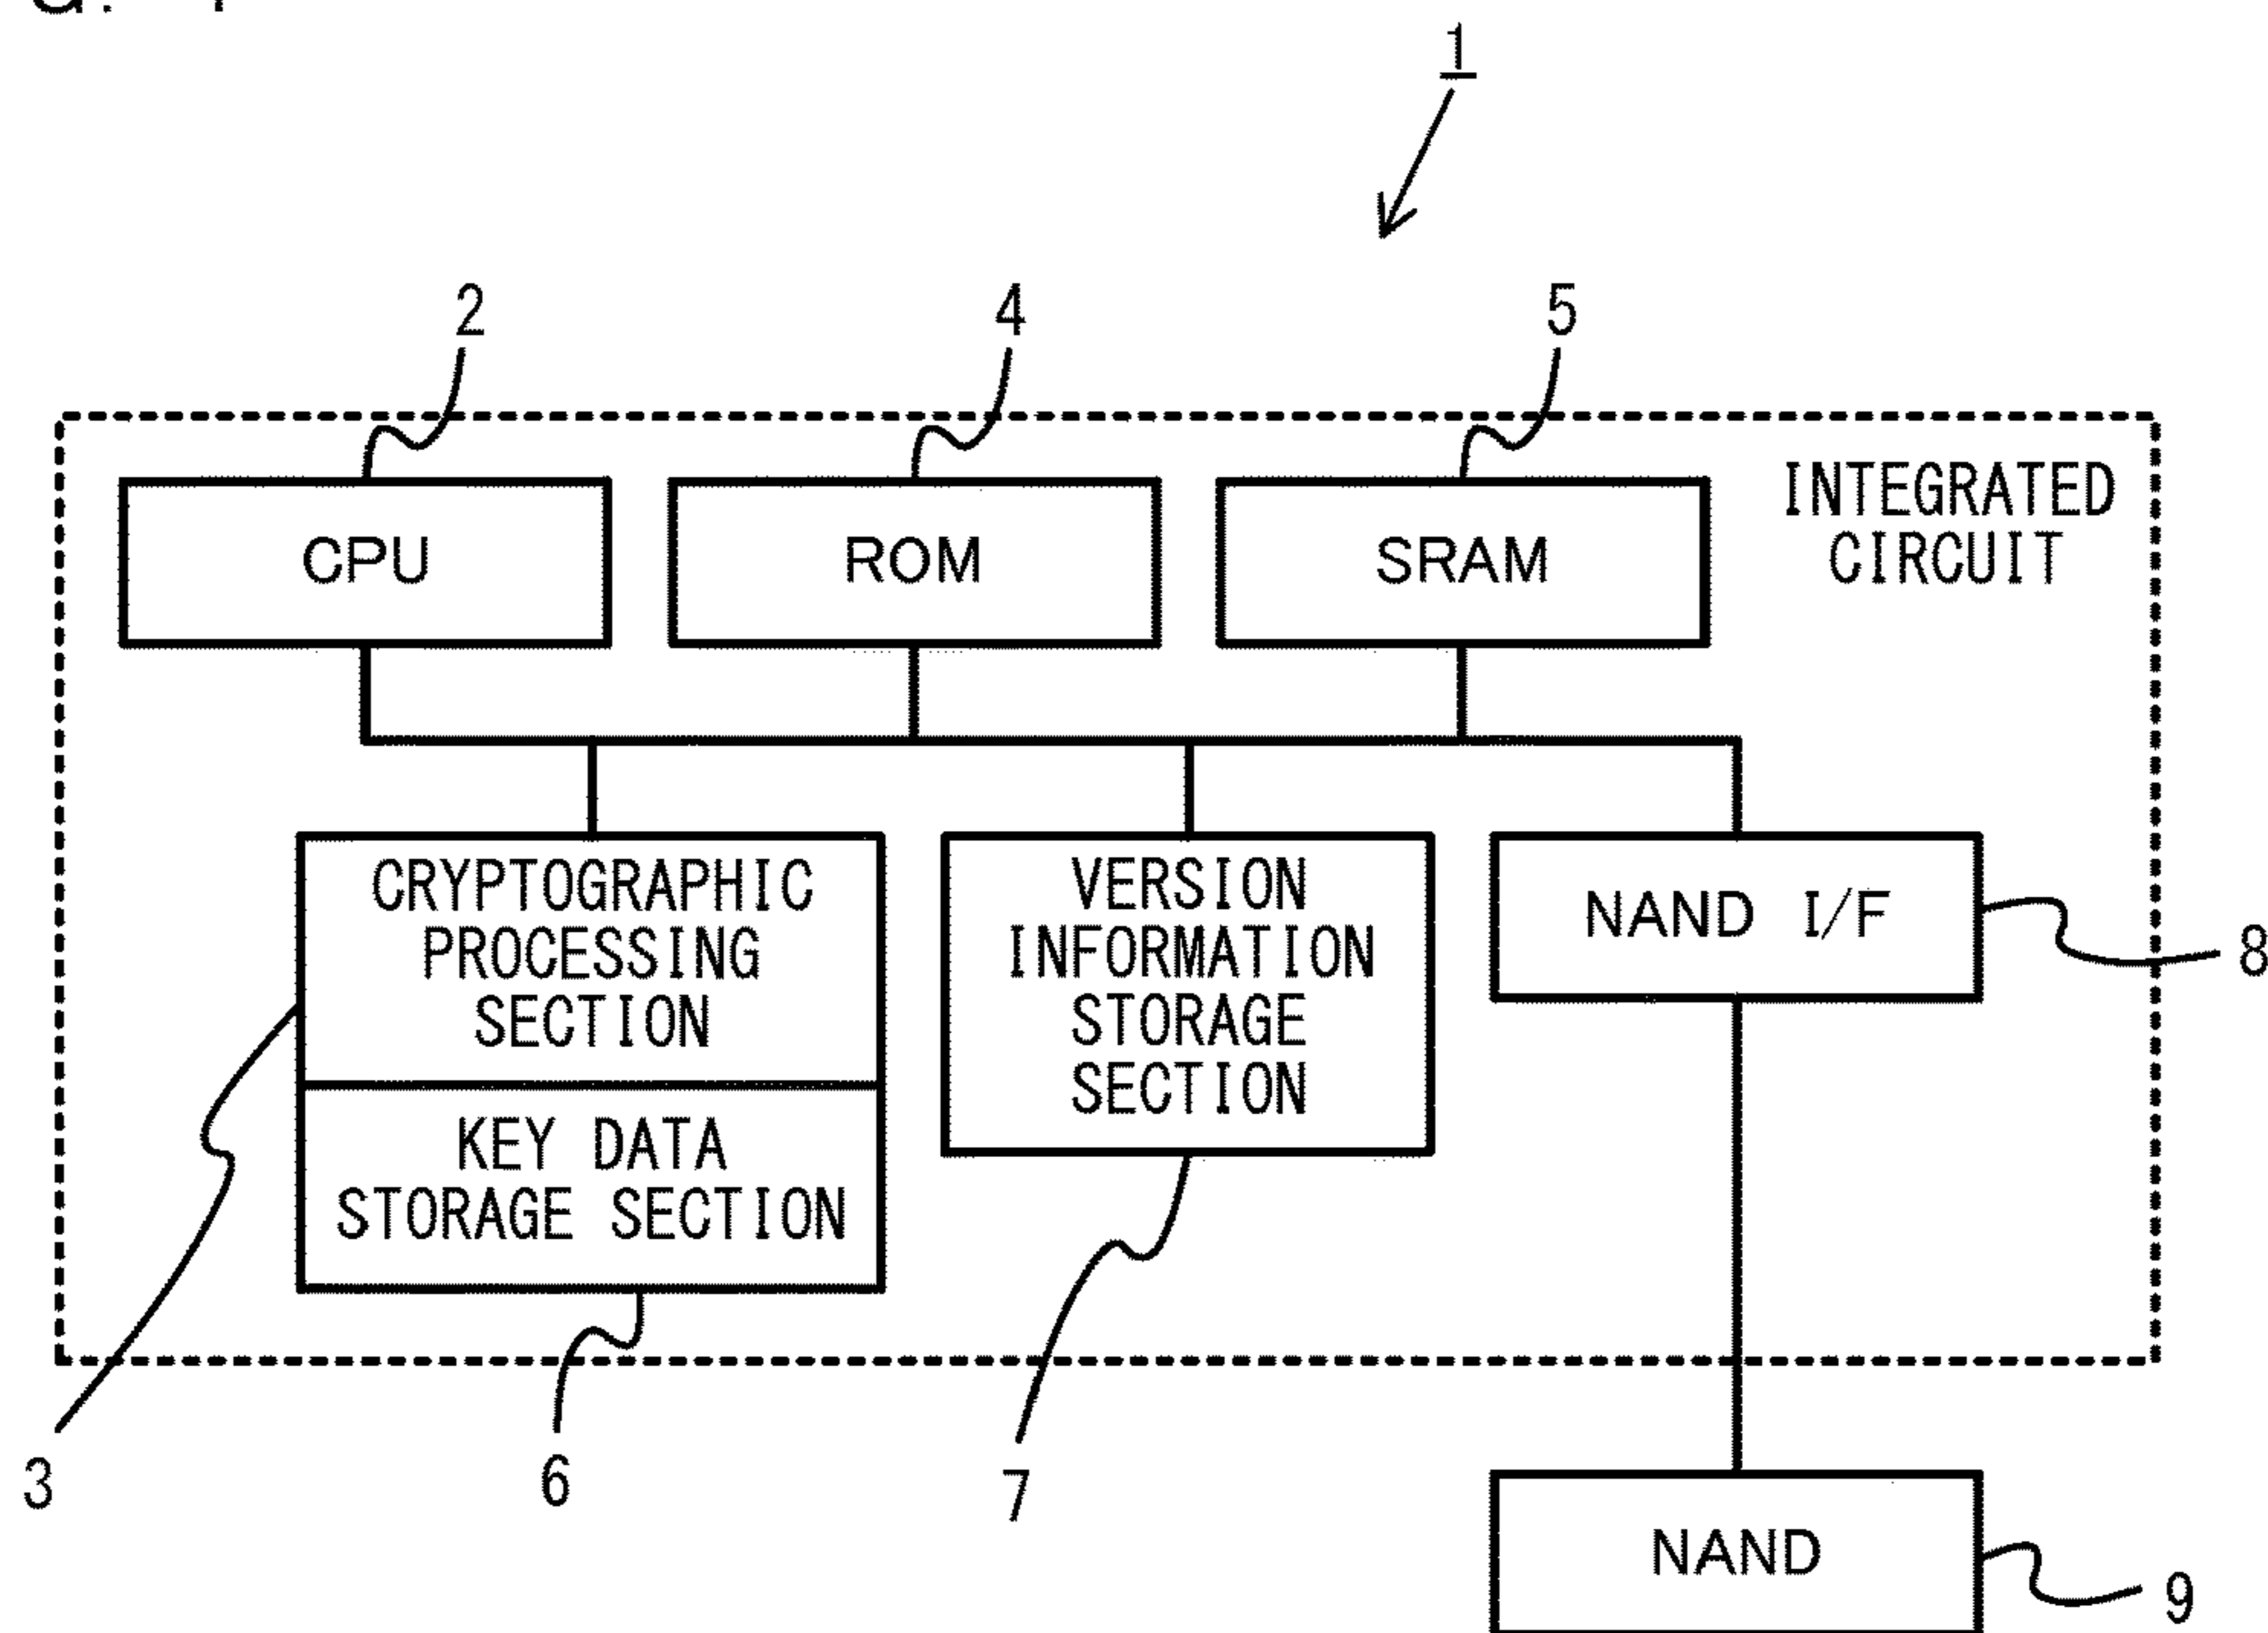 1
2
4
5
CPU
ROM
SRAM
INTEGRATED
CIRCUIT
CRYPTOGRAPHIC
PROCESSING
SECTION
VERSION
INFORMATION
STORAGE
SECTION
NAND I/F
8
KEY DATA
STORAGE SECTION
3
6
7
NAND
9